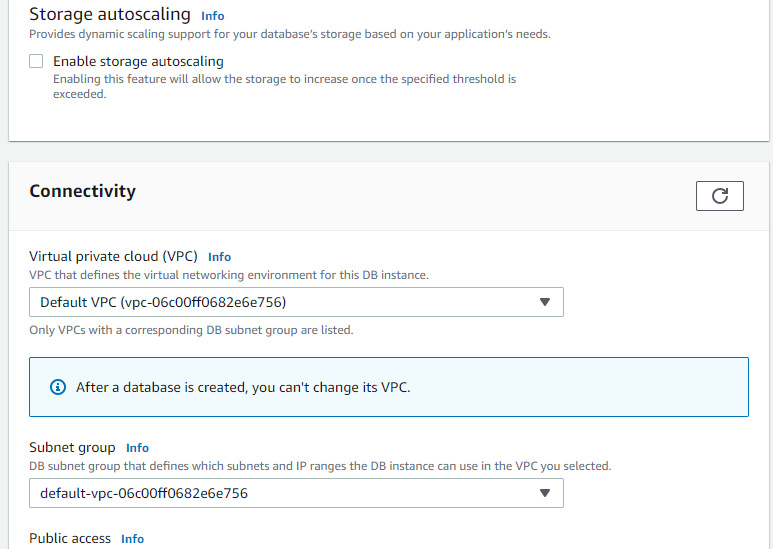 Storage autoscaling Info
Provides dynamic scaling support for your database's storage based on your application's needs.
Enable storage autoscaling
Enabling this feature will allow the storage to increase once the specified threshold is
exceeded.
Connectivity
Virtual private cloud (VPC) Info
VPC that defines the virtual networking environment for this DB instance.
Default VPC (vpc-06c00ff0682e6e756)
Only VPCs with a corresponding DB subnet group are listed.
After a database is created, you can't change its VPC.
Subnet group Info
DB subnet group that defines which subnets and IP ranges the DB instance can use in the VPC you selected.
default-vpc-06c00ff0682e6e756
Public access Info